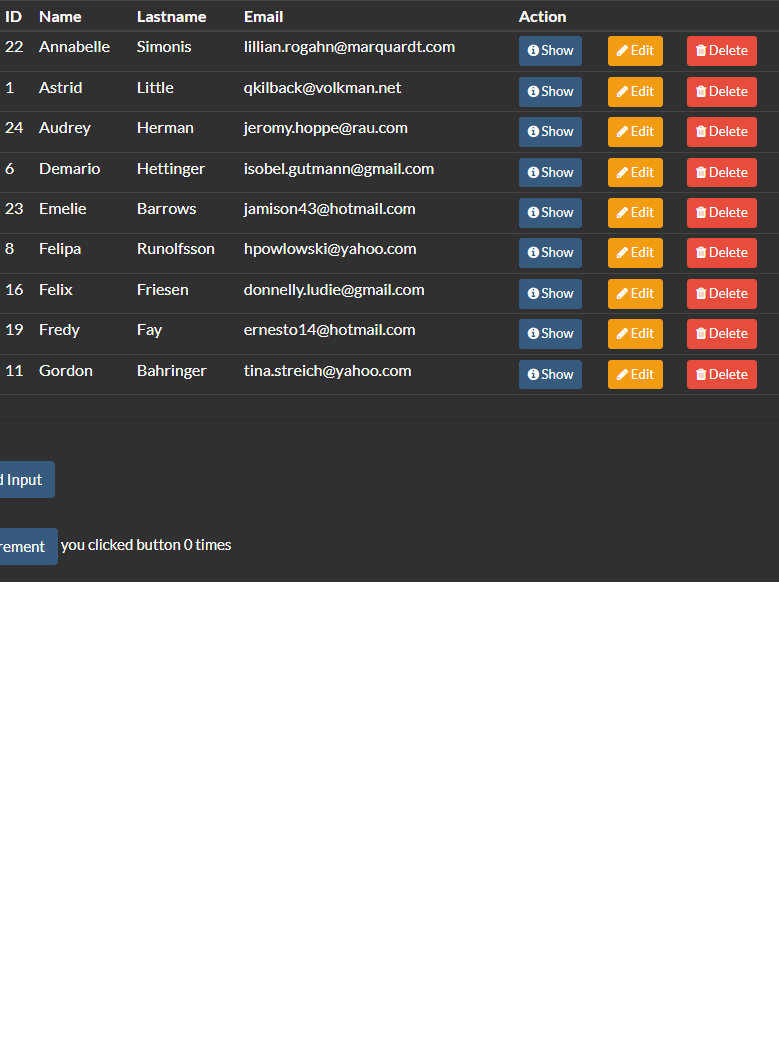 ID Name Lastname Email Action
22 Annabelle Simonis lillian.rogahn@marquardt.com Show Edit Delete
1 Astrid Little qkilback@volkman.net Show Edit Delete
24 Audrey Herman jeromy.hoppe@rau.com Show Edit Delete
6 Demario Hettinger isobel.gutmann@gmail.com Show Edit Delete
23 Emelie Barrows jamison43@hotmail.com Show Edit Delete
8 Felipa Runolfsson hpowlowski@yahoo.com Show Edit Delete
16 Felix Friesen donnelly.ludie@gmail.com Show Edit Delete
19 Fredy Fay ernesto14@hotmail.com Show Edit Delete
11 Gordon Bahringer tina.streich@yahoo.com Show Edit Delete
d Input
rement you clicked button 0 times